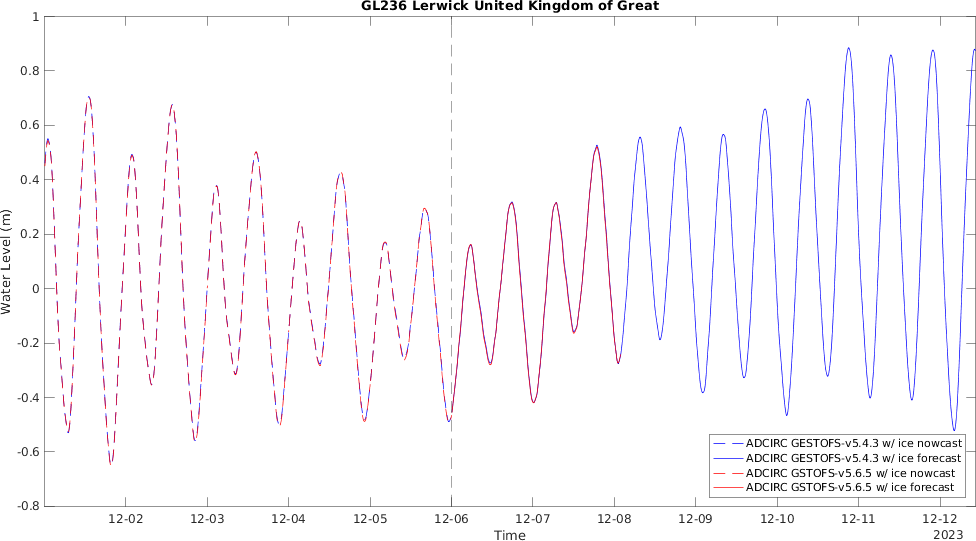 GL236 Lerwick United Kingdom of Great
1
0.8
0.6
0.4
0.2
0
-0.2
-0.4
-0.6
-0.8
Water Level (m)
ADCIRC GESTOFS-v5.4.3 w/ ice nowcast
ADCIRC GESTOFS-v5.4.3 w/ ice forecast
ADCIRC GSTOFS-v5.6.5 w/ ice nowcast
ADCIRC GSTOFS-v5.6.5 w/ ice forecast
12-02 12-03 12-04 12-05 12-06 12-07 12-08 12-09 12-10 12-11 12-12
Time
2023